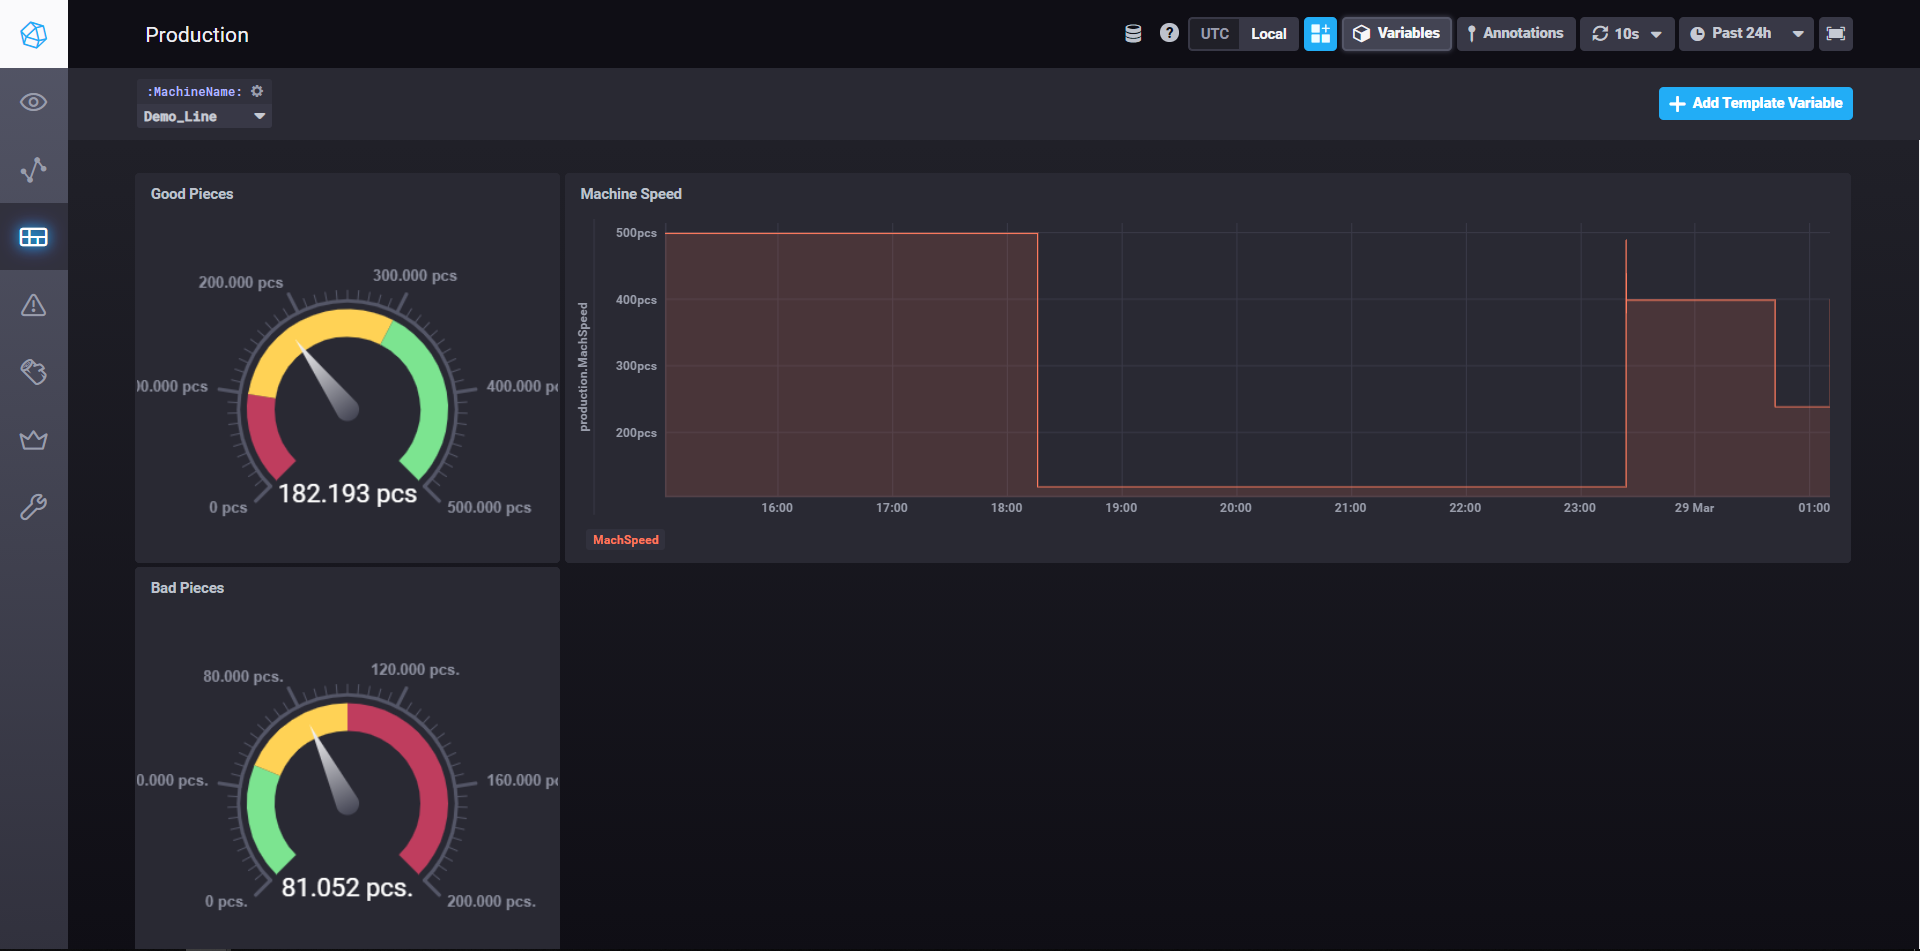 Production
UTC Local Variables Annotations 10s Past 24h
:MachineName:
Demo_Line
Add Template Variable
Good Pieces
200.000 pcs
300.000 pcs
00.000 pcs
400.000 pc
182.193 pcs
0 pcs
500.000 pcs
Machine Speed
production.MachSpeed
500pcs
400pcs
300pcs
200pcs
16:00 17:00 18:00 19:00 20:00 21:00 22:00 23:00 29 Mar 01:00
MachSpeed
Bad Pieces
80.000 pcs.
120.000 pcs.
0.000 pcs.
160.000 pc
81.052 pcs.
0 pcs.
200.000 pcs.